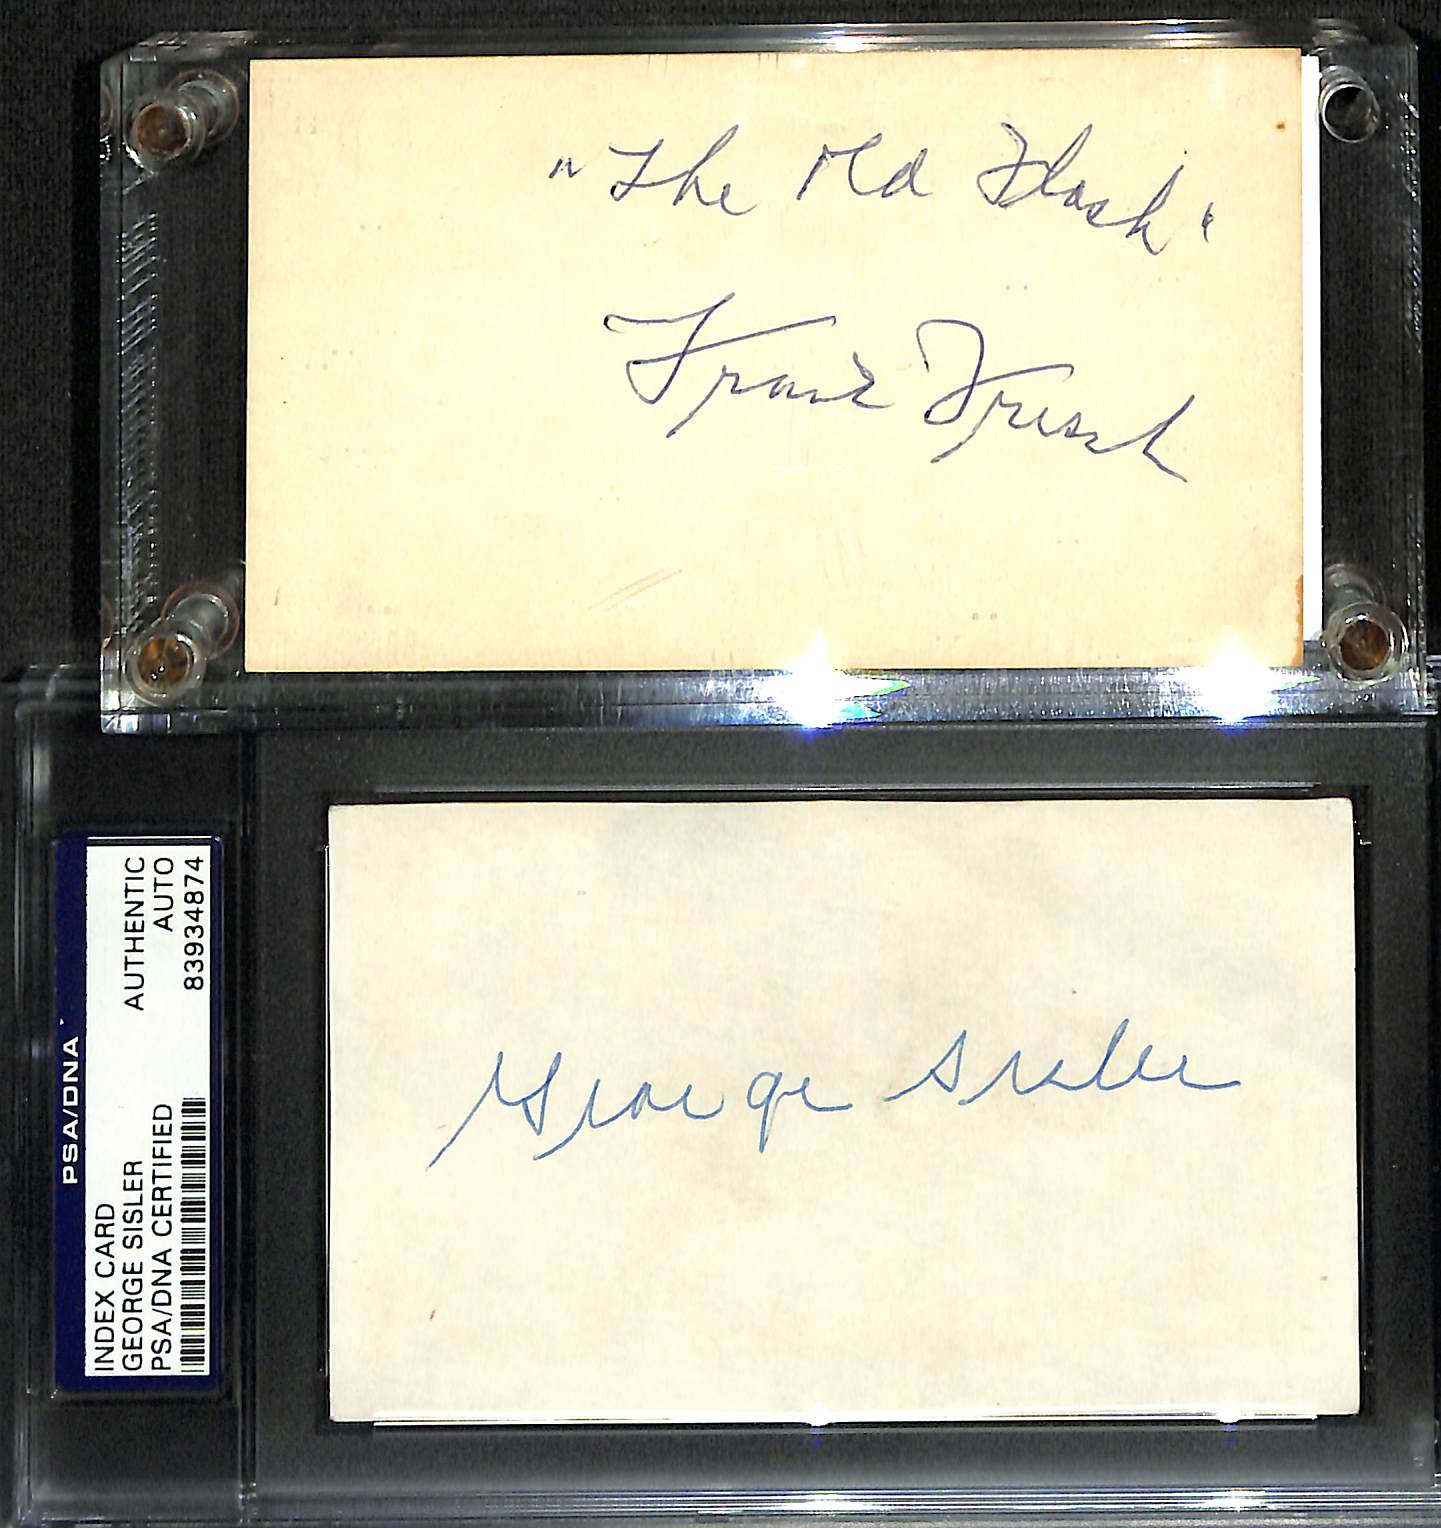 "The Old Flash"
Frank Frisch
PSA/DNA
INDEX CARD
AUTHENTIC
GEORGE SISLER
AUTO
PSA/DNA CERTIFIED
83934874
George Sisler